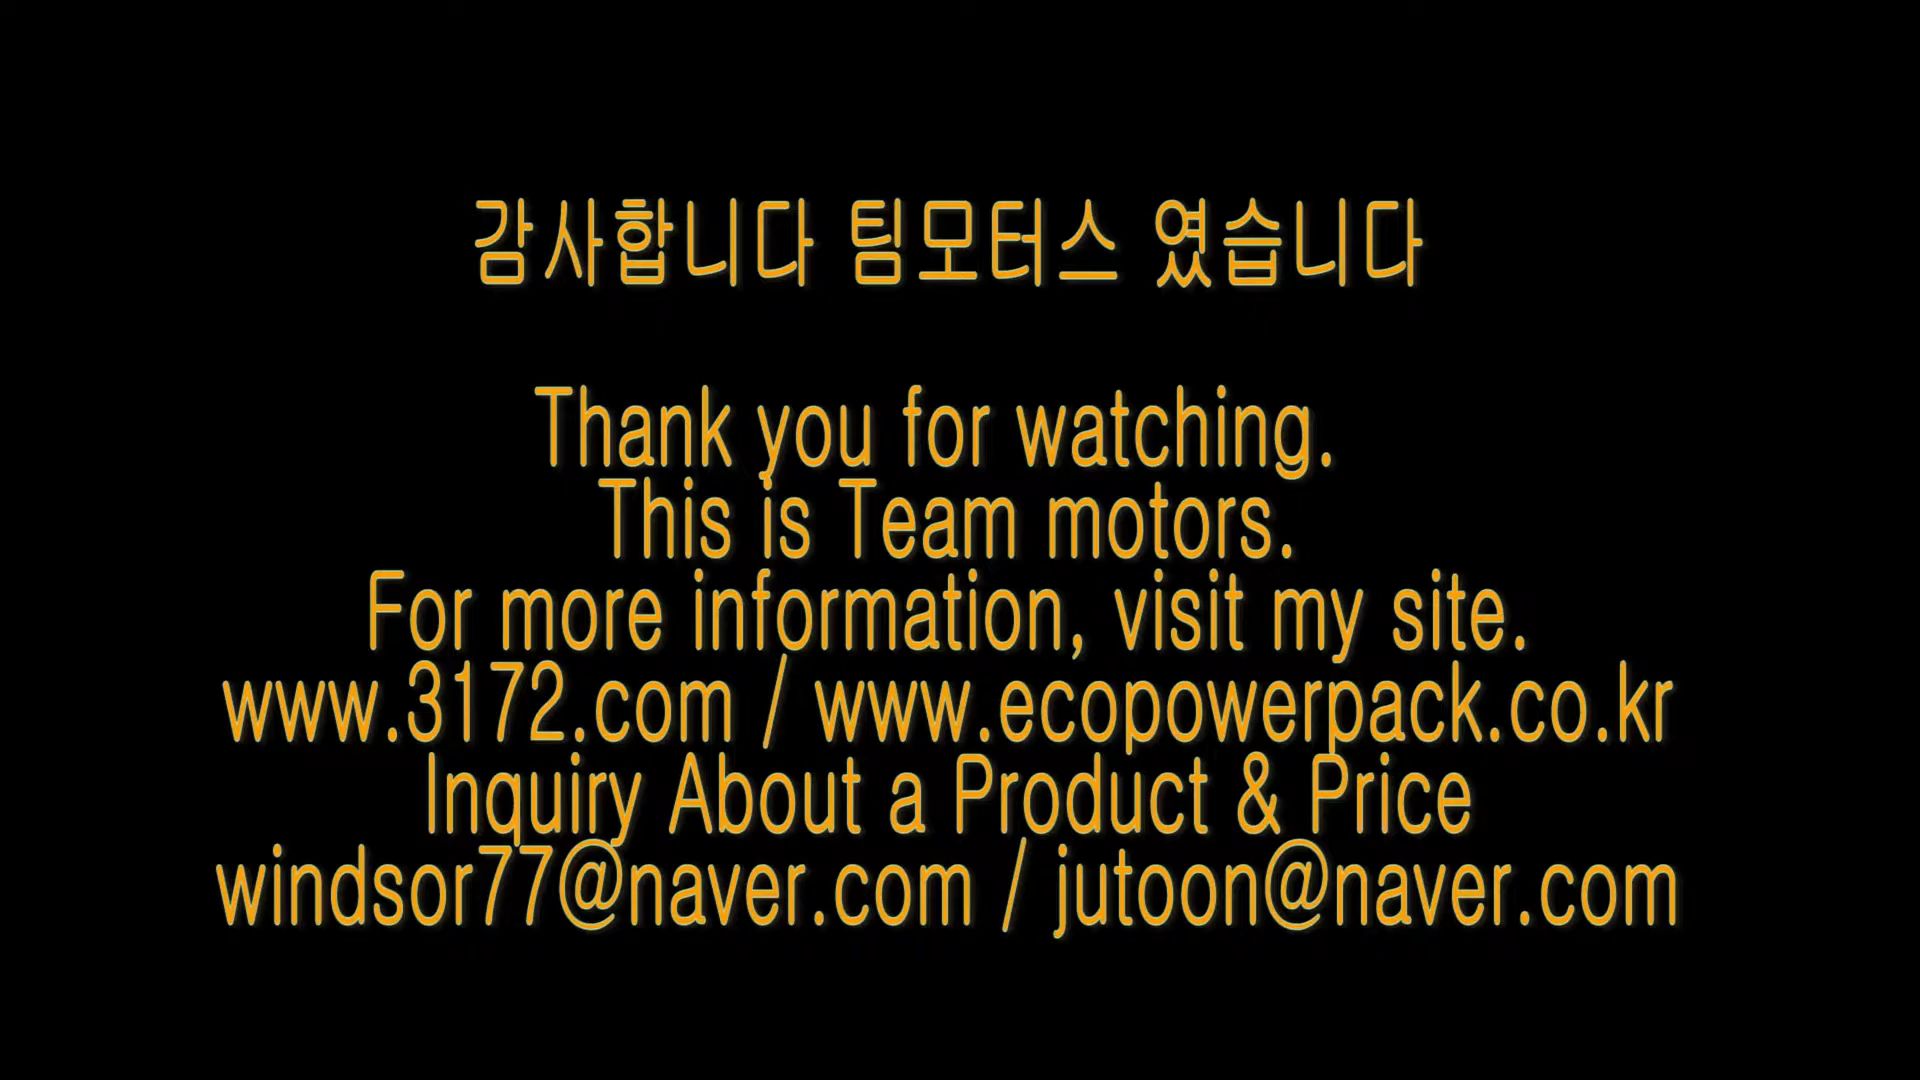 감사합니다 팀모터스 였습니다
Thank you for watching.
This is Team motors.
For more information, visit my site.
www.3172.com / www.ecopowerpack.co.kr
Inquiry About a Product & Price
windsor77@naver.com / jutoon@naver.com